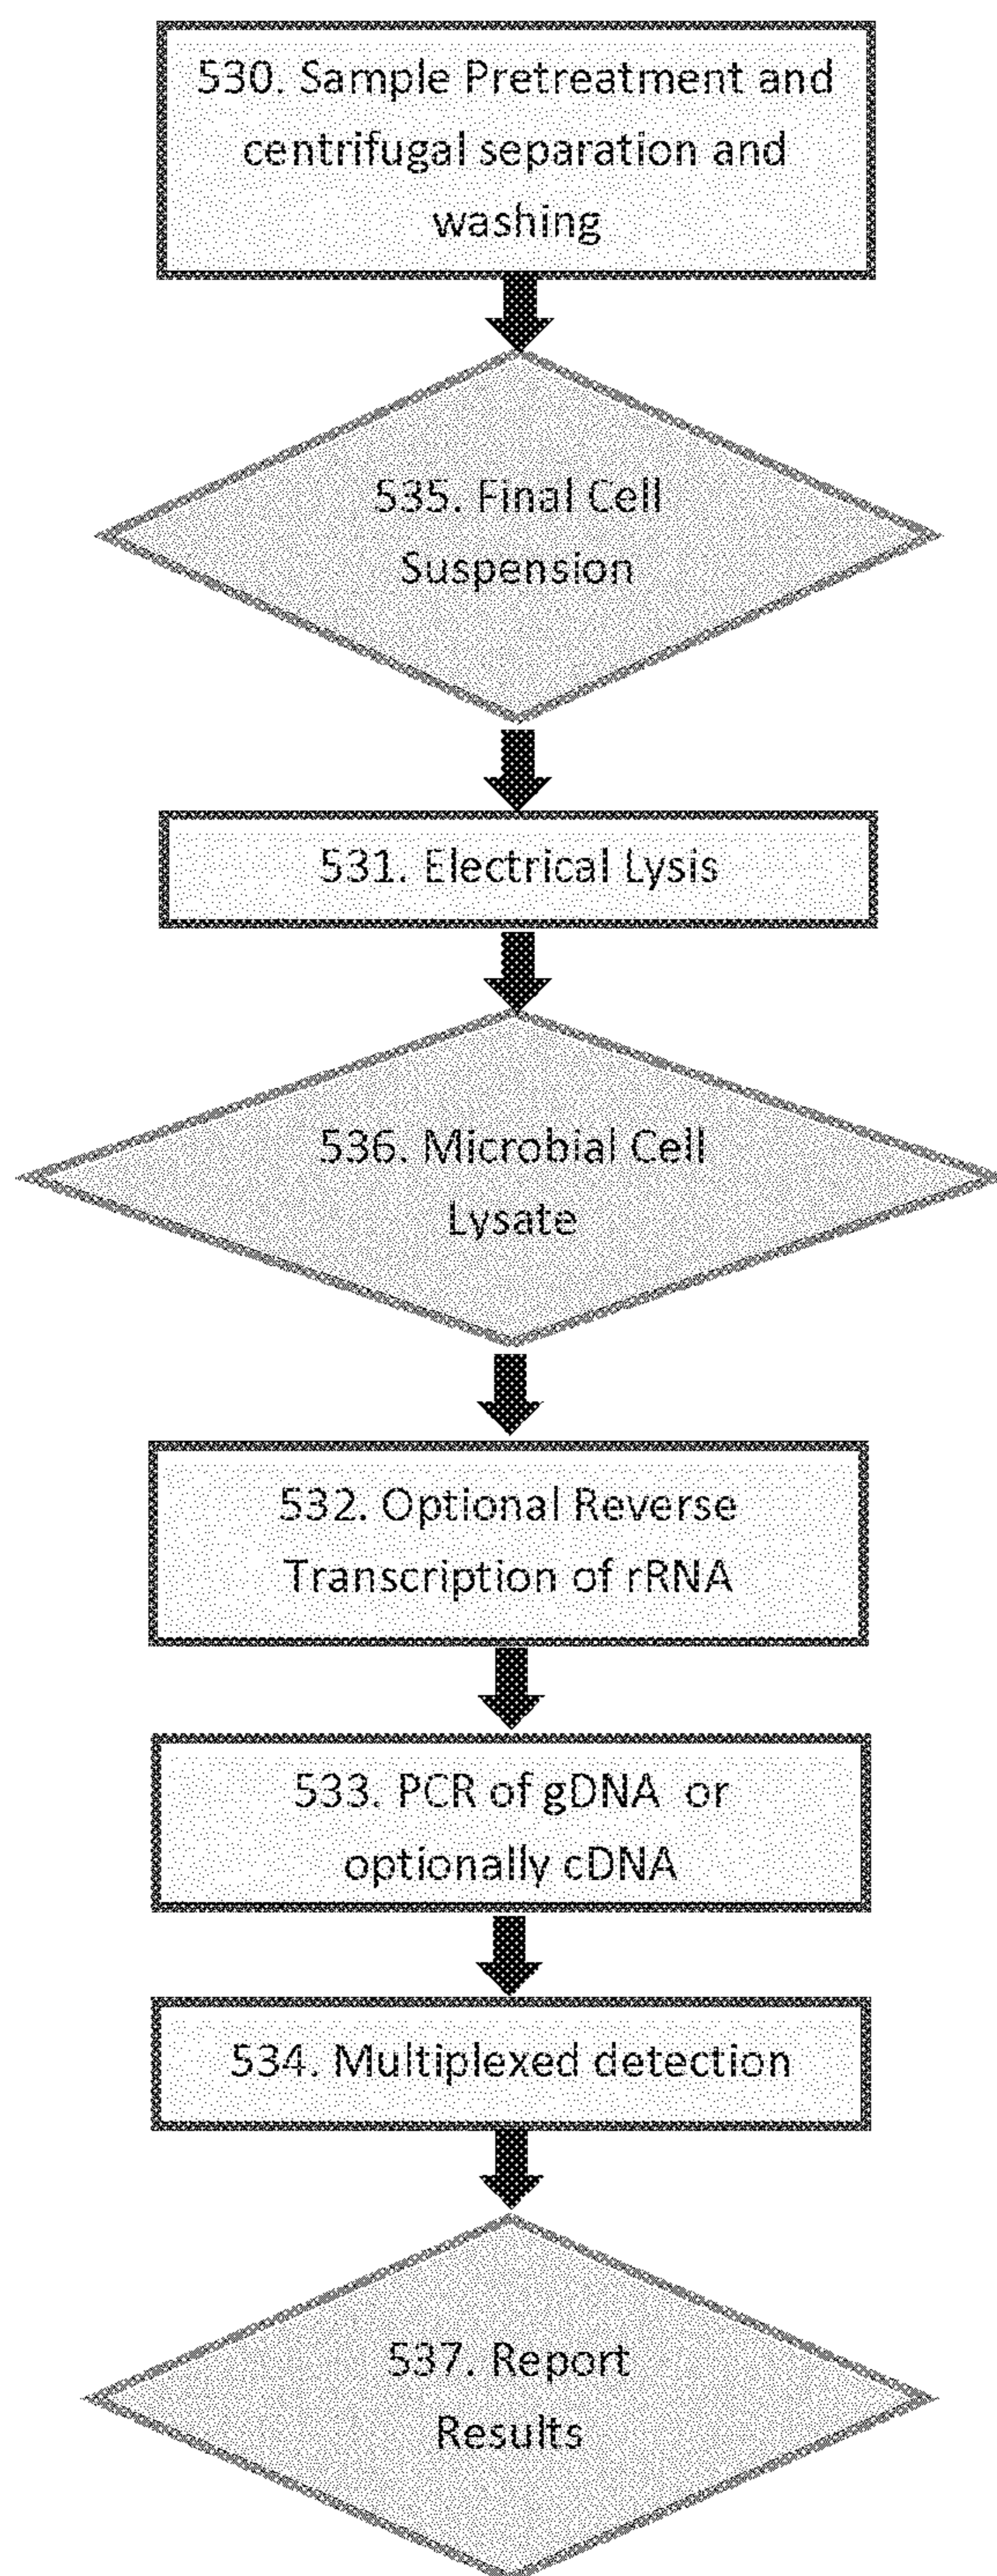 530. Sample Pretreatment and
centrifugal separation and
washing
535. Final Cell
Suspension
531. Electrical Lysis
536. Microbial Cell
Lysate
532. Optional Reverse
Transcription of rRNA
533. PCR of gDNA or
optionally cDNA
534. Multiplexed detection
537. Report
Results